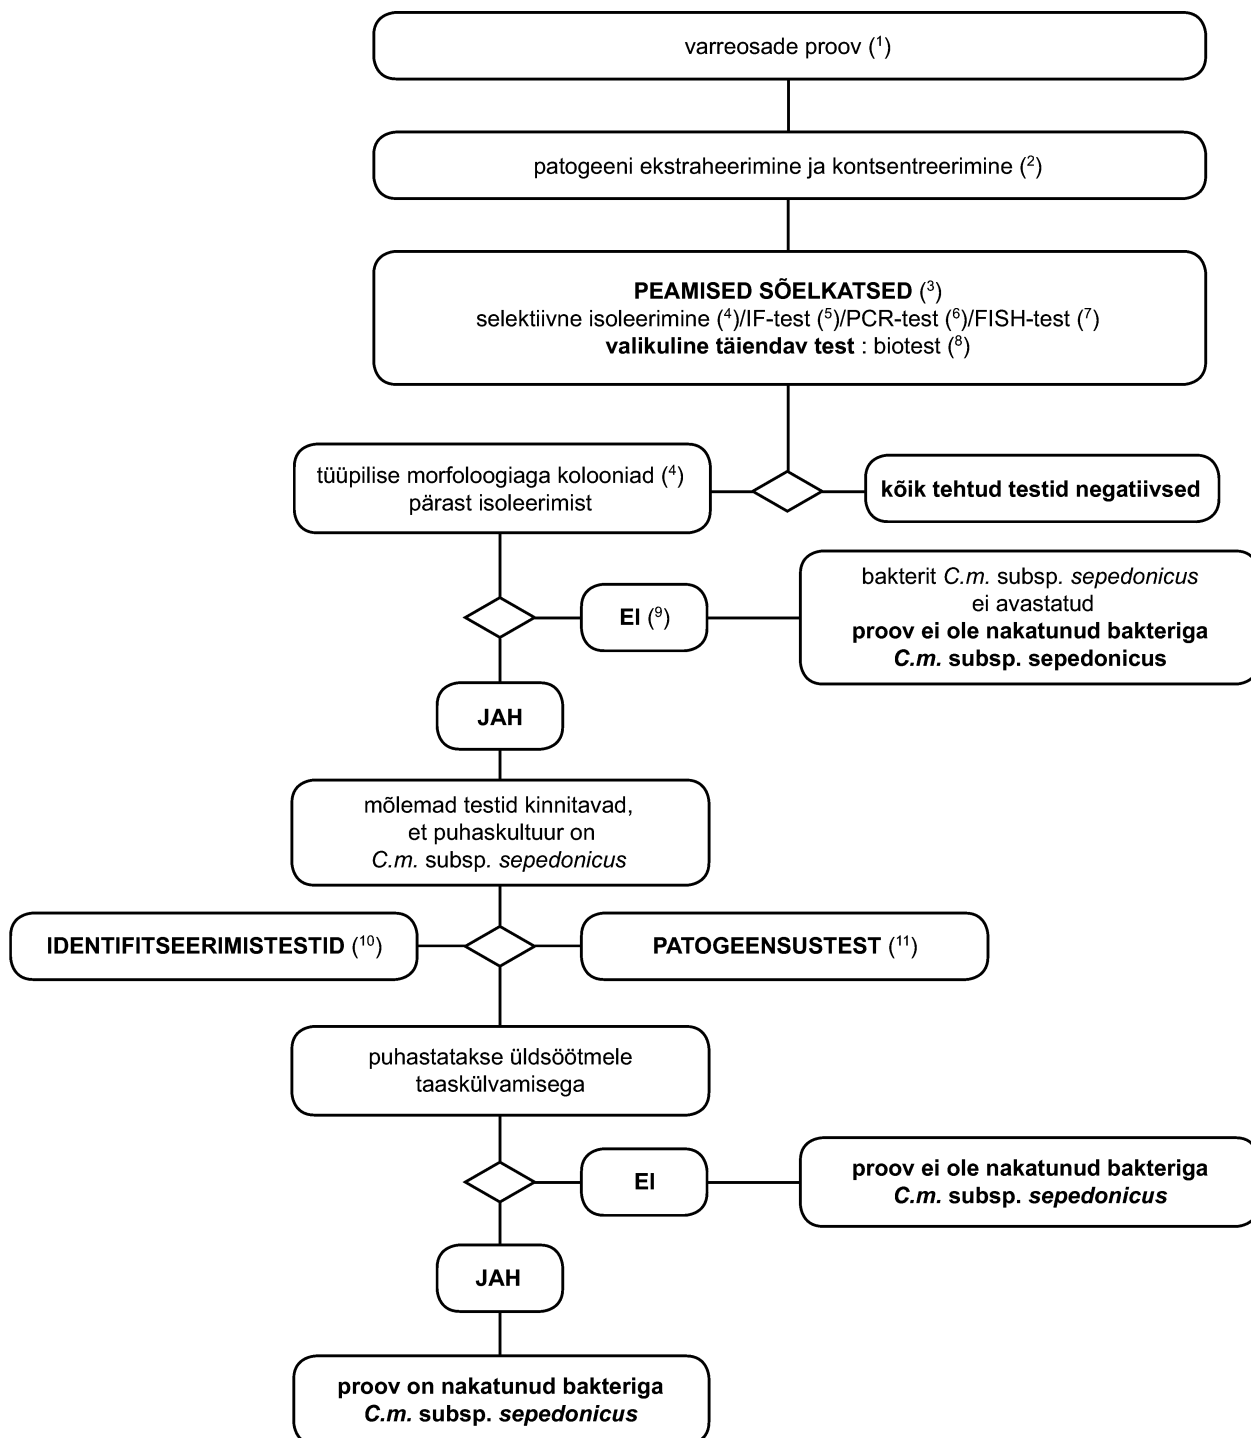 varreosade proov (¹)
patogeeni ekstraheerimine ja kontsentreerimine (²)
PEAMISED SÕELKATSED (³)
selektiivne isoleerimine (⁴)/IF-test (⁵)/PCR-test (⁶)/FISH-test (⁷)
valikuline täiendav test : biotest (⁸)
tüüpilise morfoloogiaga kolooniad (⁴)
pärast isoleerimist
kõik tehtud testid negatiivsed
EI (⁹)
bakterit C.m. subsp. sepedonicus
ei avastatud
proov ei ole nakatunud bakteriga
C.m. subsp. sepedonicus
JAH
mõlemad testid kinnitavad,
et puhaskultuur on
C.m. subsp. sepedonicus
IDENTIFITSEERIMISTESTID (¹⁰)
PATOGEENSUSTEST (¹¹)
puhastatakse üldsöötmele
taaskülvamisega
EI
proov ei ole nakatunud bakteriga
C.m. subsp. sepedonicus
JAH
proov on nakatunud bakteriga
C.m. subsp. sepedonicus